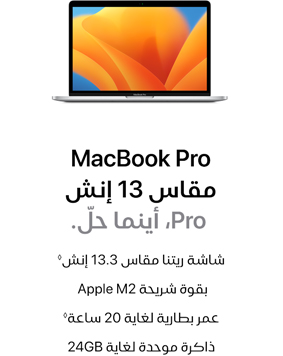 MacBook Pro
مقاس 13 إنش
Pro، أينما حلّ.
شاشة ريتنا مقاس 13.3 إنش◊
بقوة شريحة Apple M2
عمر بطارية لغاية 20 ساعة◊
ذاكرة موحدة لغاية 24GB